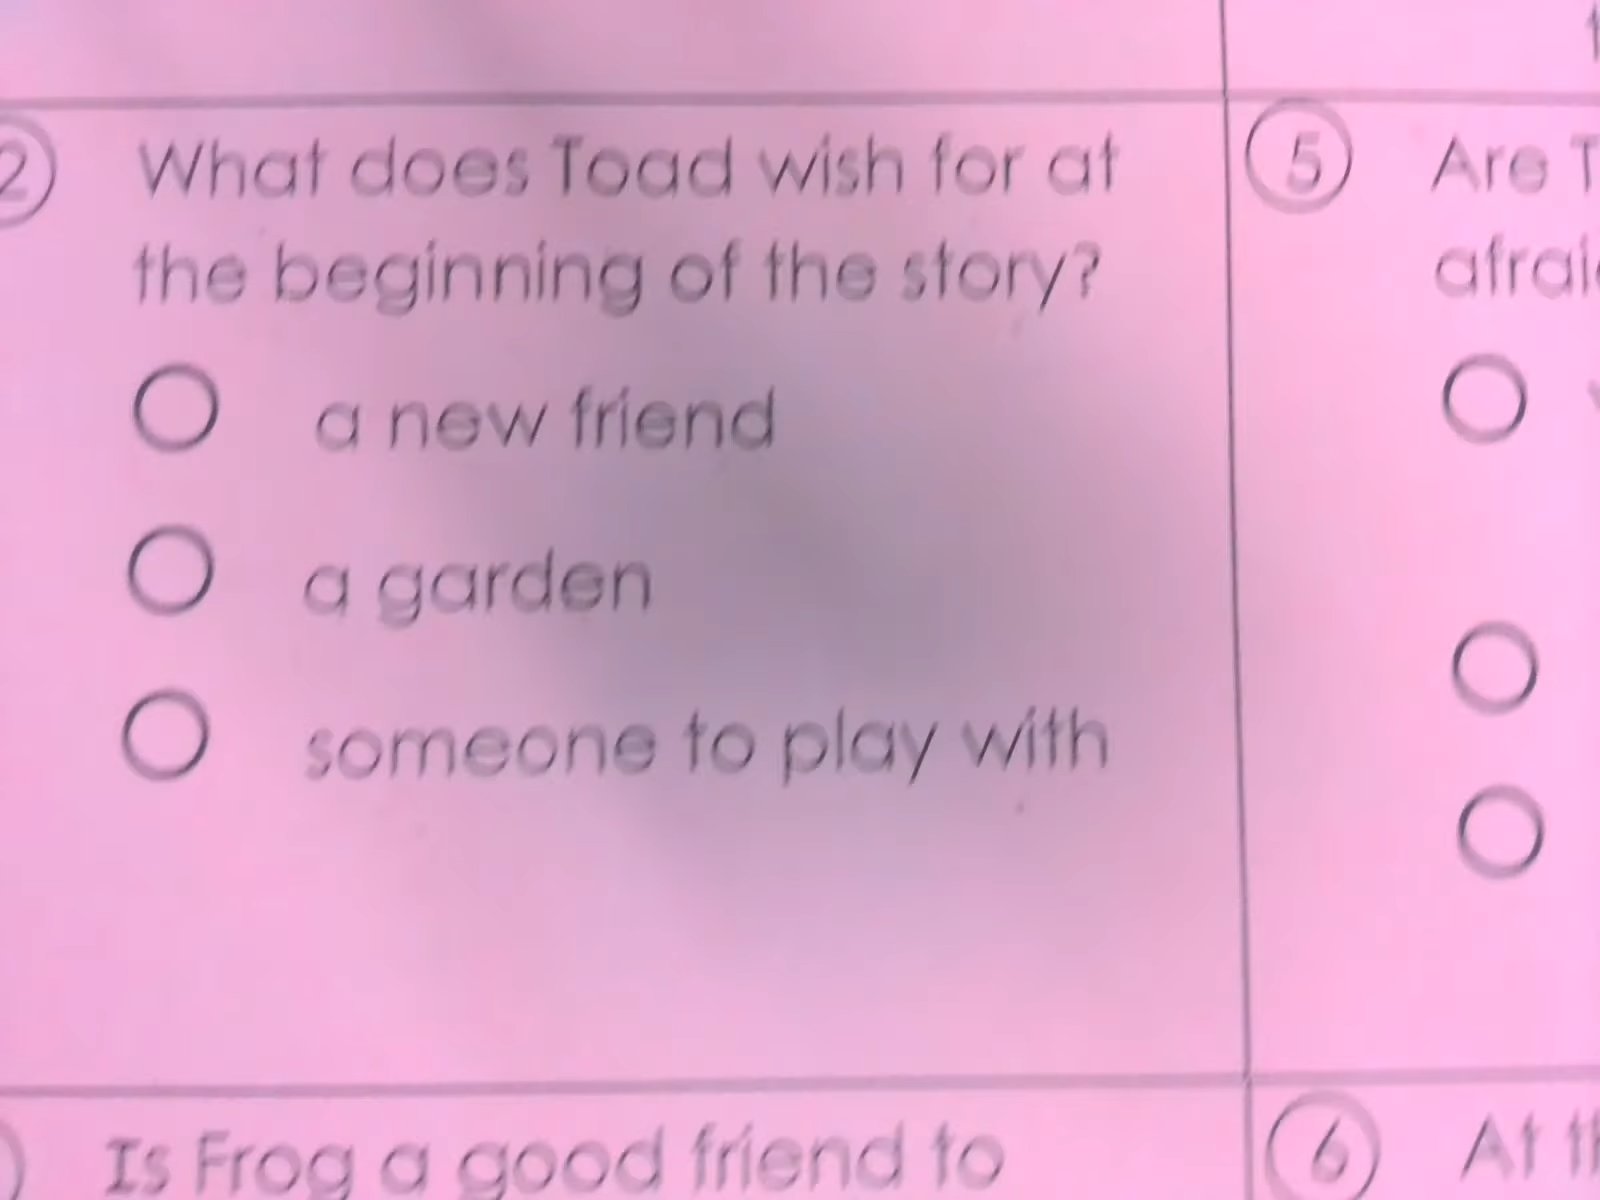 2
What does Toad wish for at
the beginning of the story?
a new friend
a garden
someone to play with
Is Frog a good friend to
5
Are
6
At